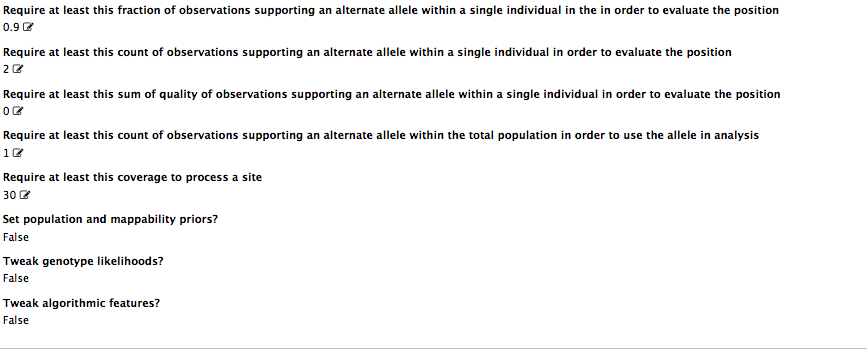 Require at least this fraction of observations supporting an alternate allele within a single individual in the in order to evaluate the position
0.9
Require at least this count of observations supporting an alternate allele within a single individual in order to evaluate the position
2
Require at least this sum of quality of observations supporting an alternate allele within a single individual in order to evaluate the position
0
Require at least this count of observations supporting an alternate allele within the total population in order to use the allele in analysis
1
Require at least this coverage to process a site
30
Set population and mappability priors?
False
Tweak genotype likelihoods?
False
Tweak algorithmic features?
False